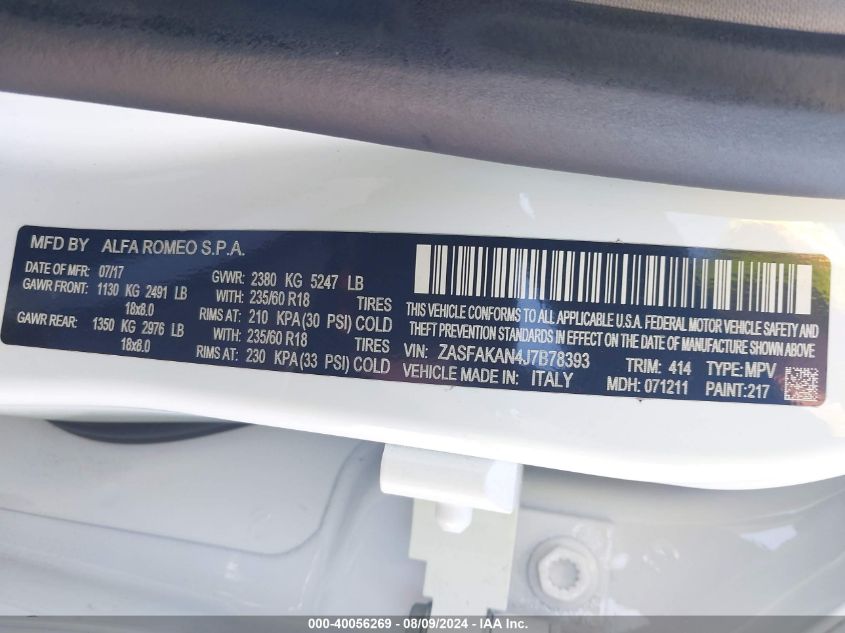 MFD BY ALFA ROMEO S.P.A.
DATE OF MFR: 07/17 GVWR: 2380 KG 5247 LB
GAWR FRONT: 1130 KG 2491 LB WITH: 235/60 R18 TIRES
18x8.0 RIMS AT: 210 KPA (30 PSI) COLD
GAWR REAR: 1350 KG 2976 LB WITH: 235/60 R18 TIRES
18x8.0 RIMS AT: 230 KPA (33 PSI) COLD
THIS VEHICLE CONFORMS TO ALL APPLICABLE U.S.A. FEDERAL MOTOR VEHICLE SAFETY AND
THEFT PREVENTION STANDARDS IN EFFECT ON THE DATE OF MANUFACTURE SHOWN ABOVE.
VIN: ZASFAKAN4J7B78393 TRIM: 414 TYPE: MPV
VEHICLE MADE IN: ITALY MDH: 071211 PAINT:217
000-40056269 - 08/09/2024 - IAA Inc.